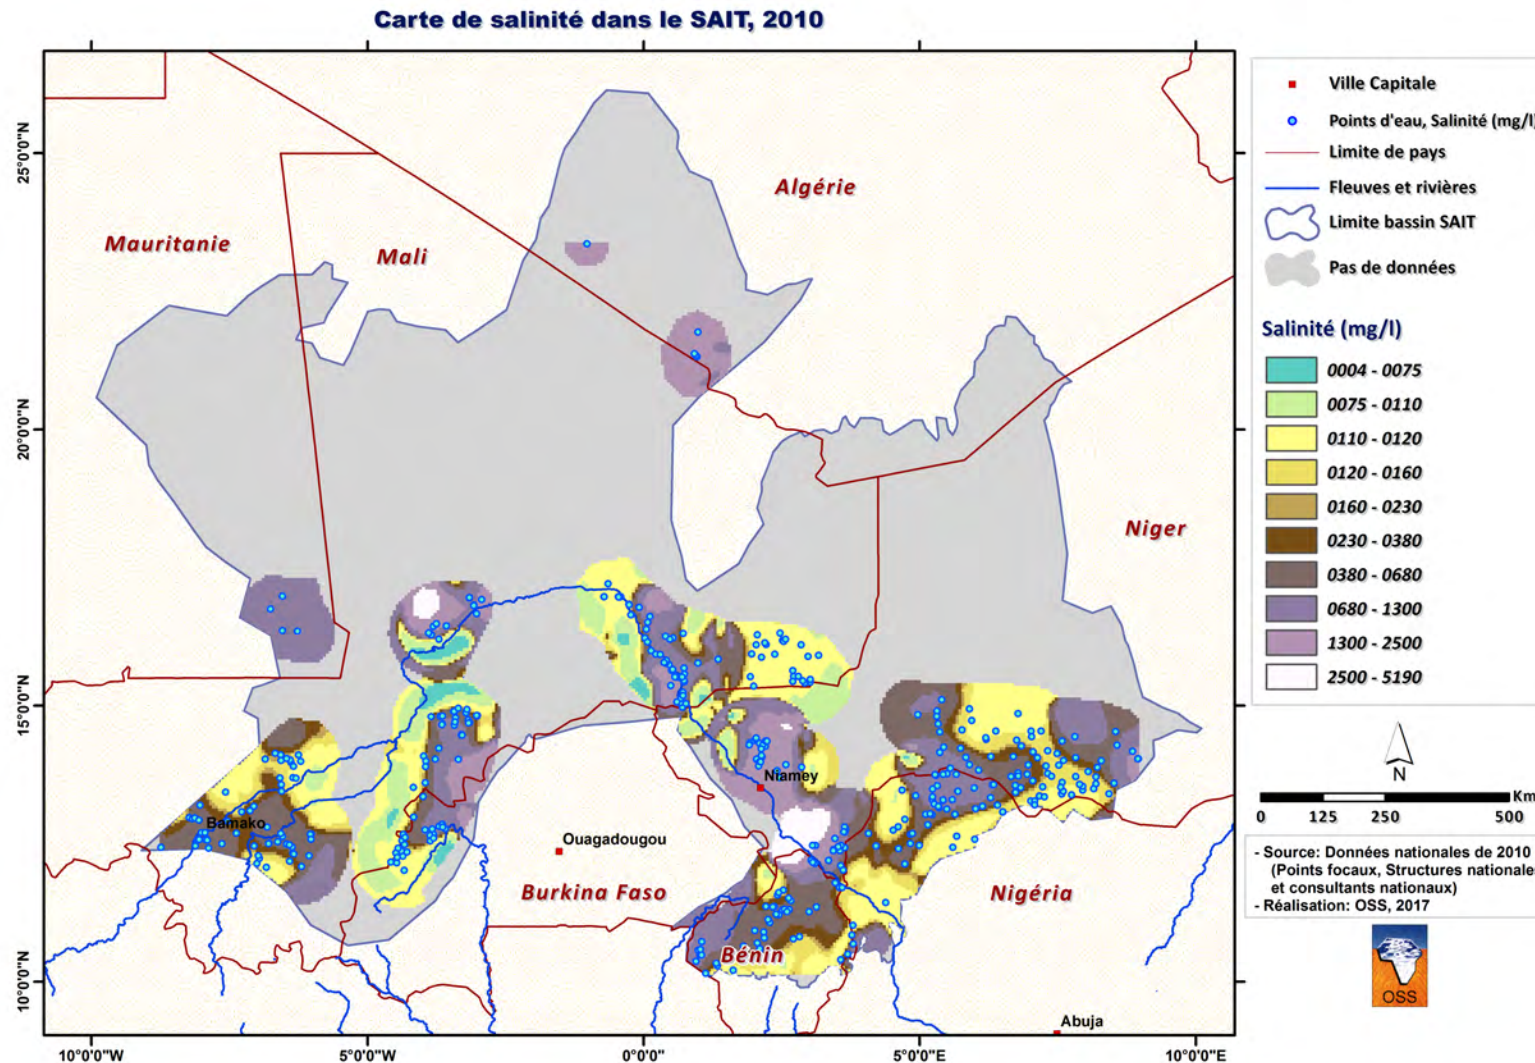 Carte de salinité dans le SAIT, 2010
Ville Capitale
Points d'eau, Salinité (mg/l)
Limite de pays
Fleuves et rivières
Limite bassin SAIT
Pas de données
Salinité (mg/l)
0004 - 0075
0075 - 0110
0110 - 0120
0120 - 0160
0160 - 0230
0230 - 0380
0380 - 0680
0680 - 1300
1300 - 2500
2500 - 5190
N
Km
0 125 250 500
- Source: Données nationales de 2010
(Points focaux, Structures nationales
et consultants nationaux)
- Réalisation: OSS, 2017
OSS
Algérie
Mauritanie
Mali
Niger
Niamey
Bamako
Ouagadougou
Burkina Faso
Nigéria
Bénin
Abuja
25°0'0"N
20°0'0"N
15°0'0"N
10°0'0"N
10°0'0"W
5°0'0"W
0°0'0"
5°0'0"E
10°0'0"E